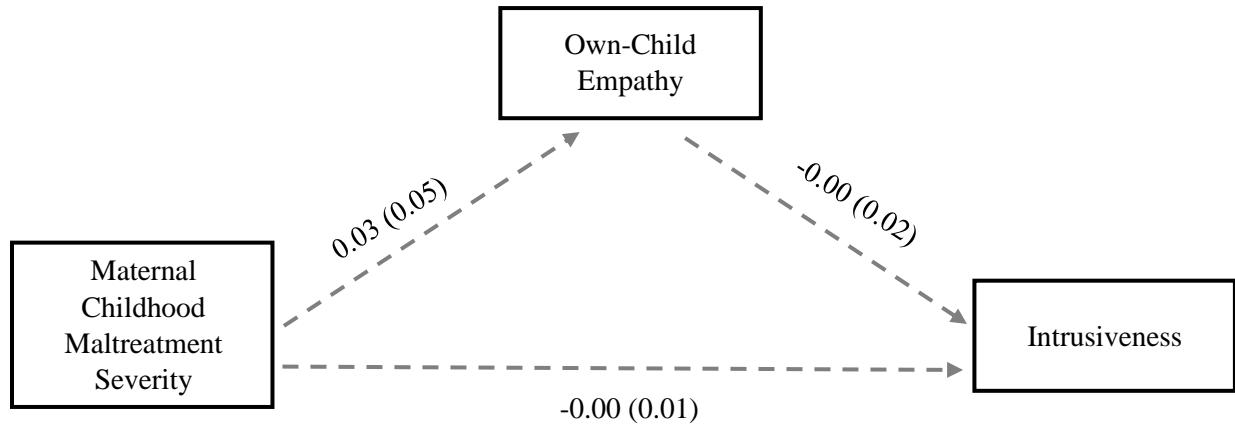 Own-Child
Empathy
0.03 (0.05)
-0.00 (0.02)
Maternal
Childhood
Maltreatment
Severity
Intrusiveness
-0.00 (0.01)